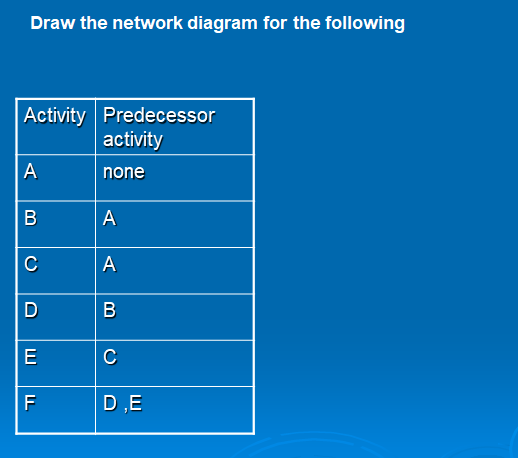 Draw the network diagram for the following
Activity Predecessor
activity
A none
B A
C A
D B
E C
F D ,E